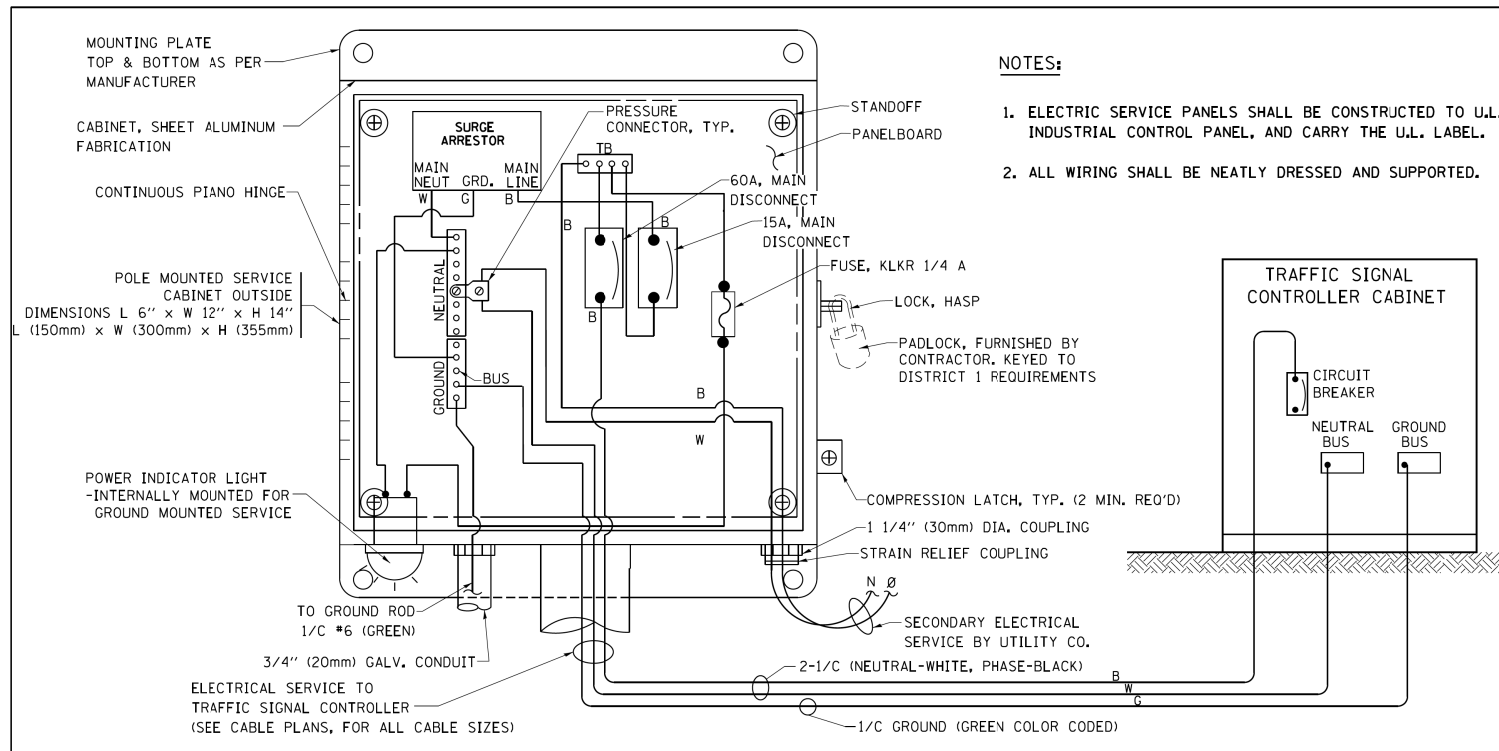 MOUNTING PLATE
TOP & BOTTOM AS PER
MANUFACTURER
CABINET, SHEET ALUMINUM
FABRICATION
CONTINUOUS PIANO HINGE
POLE MOUNTED SERVICE
CABINET OUTSIDE
DIMENSIONS L 6" × W 12" × H 14"
L (150mm) × W (300mm) × H (355mm)
POWER INDICATOR LIGHT
-INTERNALLY MOUNTED FOR
GROUND MOUNTED SERVICE
SURGE
ARRESTOR
MAIN
NEUT
GRD.
MAIN
LINE
W
G
B
PRESSURE
CONNECTOR, TYP.
TB
STANDOFF
PANELBOARD
60A, MAIN
DISCONNECT
B
B
15A, MAIN
DISCONNECT
B
FUSE, KLKR 1/4 A
NEUTRAL
GROUND
BUS
LOCK, HASP
PADLOCK, FURNISHED BY
CONTRACTOR. KEYED TO
DISTRICT 1 REQUIREMENTS
B
W
COMPRESSION LATCH, TYP. (2 MIN. REQ'D)
1 1/4" (30mm) DIA. COUPLING
STRAIN RELIEF COUPLING
N Ø
SECONDARY ELECTRICAL
SERVICE BY UTILITY CO.
TO GROUND ROD
1/C #6 (GREEN)
3/4" (20mm) GALV. CONDUIT
ELECTRICAL SERVICE TO
TRAFFIC SIGNAL CONTROLLER
(SEE CABLE PLANS, FOR ALL CABLE SIZES)
2-1/C (NEUTRAL-WHITE, PHASE-BLACK)
B
W
G
1/C GROUND (GREEN COLOR CODED)
NOTES:
1. ELECTRIC SERVICE PANELS SHALL BE CONSTRUCTED TO U.L.
INDUSTRIAL CONTROL PANEL, AND CARRY THE U.L. LABEL.
2. ALL WIRING SHALL BE NEATLY DRESSED AND SUPPORTED.
TRAFFIC SIGNAL
CONTROLLER CABINET
CIRCUIT
BREAKER
NEUTRAL
BUS
GROUND
BUS